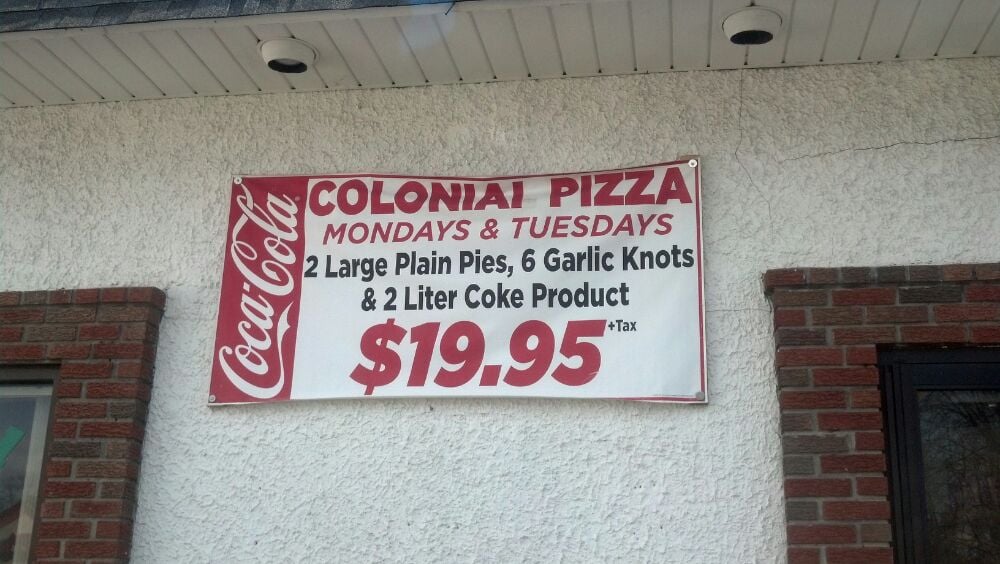 Coca-Cola
COLONIAL PIZZA
MONDAYS & TUESDAYS
2 Large Plain Pies, 6 Garlic Knots
& 2 Liter Coke Product
$19.95 +Tax